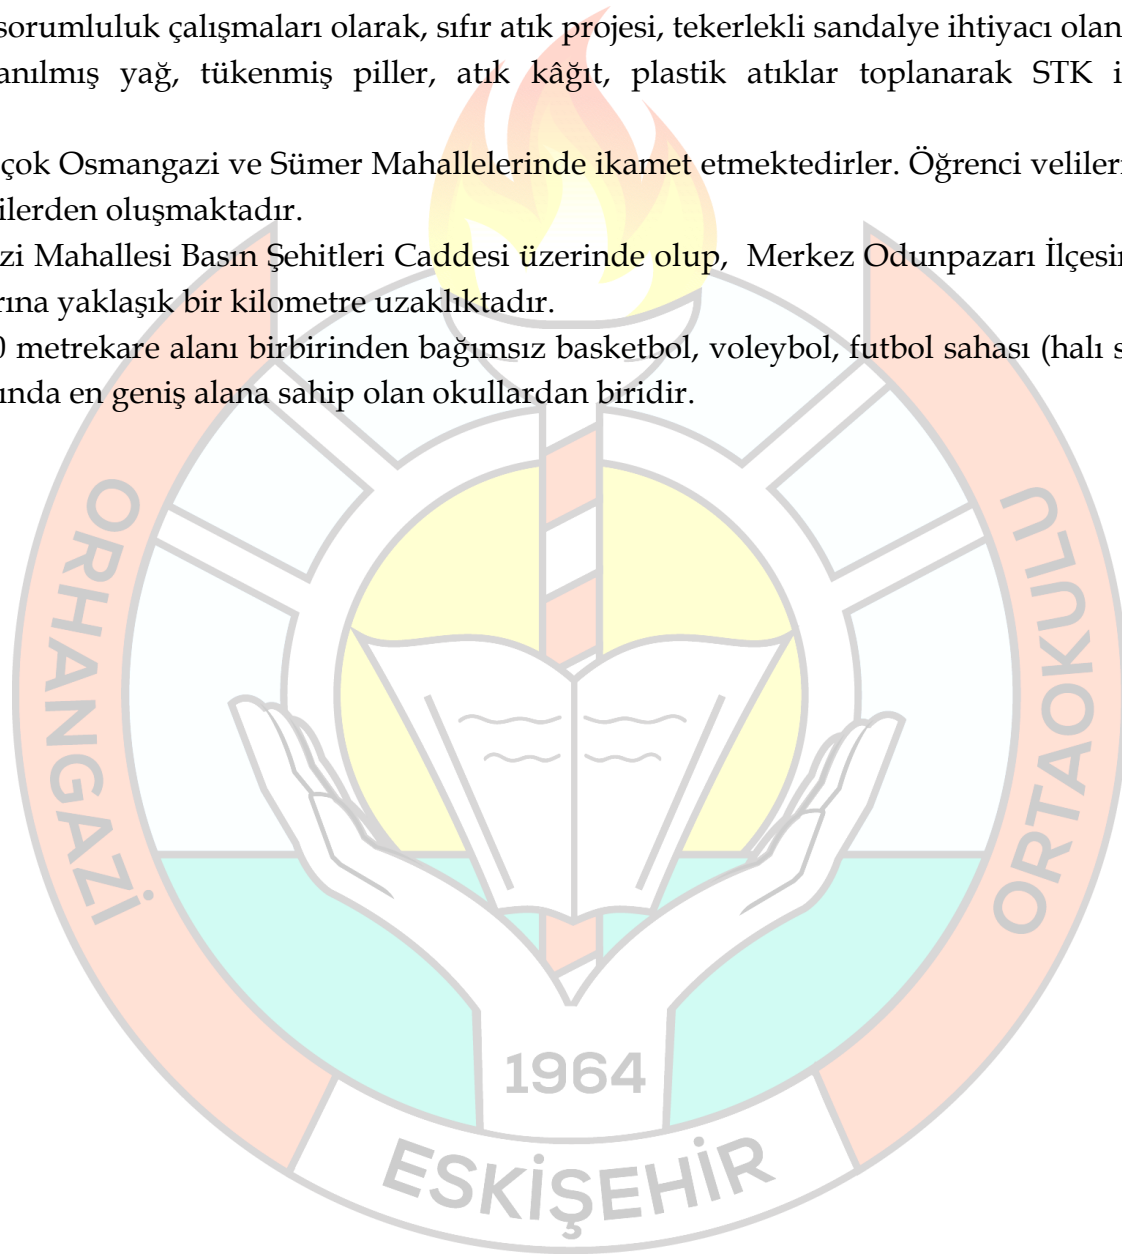 sorumluluk çalışmaları olarak, sıfır atık projesi, tekerlekli sandalye ihtiyacı olan
anılmış yağ, tükenmiş piller, atık kâğıt, plastik atıklar toplanarak STK i
çok Osmangazi ve Sümer Mahallelerinde ikamet etmektedirler. Öğrenci velileri
ilerden oluşmaktadır.
zi Mahallesi Basın Şehitleri Caddesi üzerinde olup, Merkez Odunpazarı İlçesin
rına yaklaşık bir kilometre uzaklıktadır.
0 metrekare alanı birbirinden bağımsız basketbol, voleybol, futbol sahası (halı s
ında en geniş alana sahip olan okullardan biridir.
ORHANGAZİ
ORTAOKULU
1964
ESKİŞEHİR